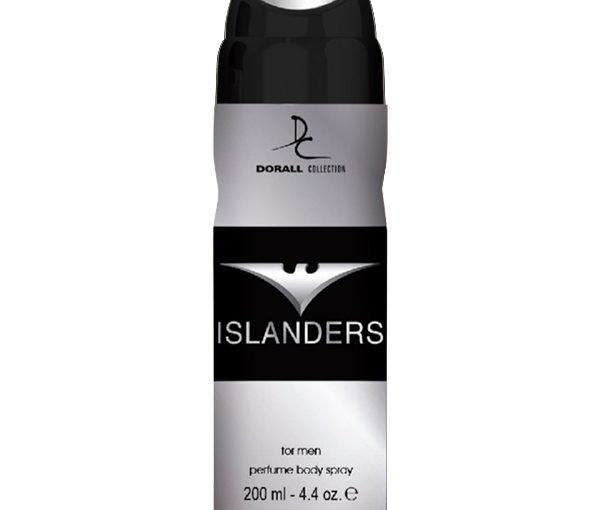 DC
DORALL COLLECTION
ISLANDERS
for men
perfume body spray
200 ml - 4.4 oz. ℮